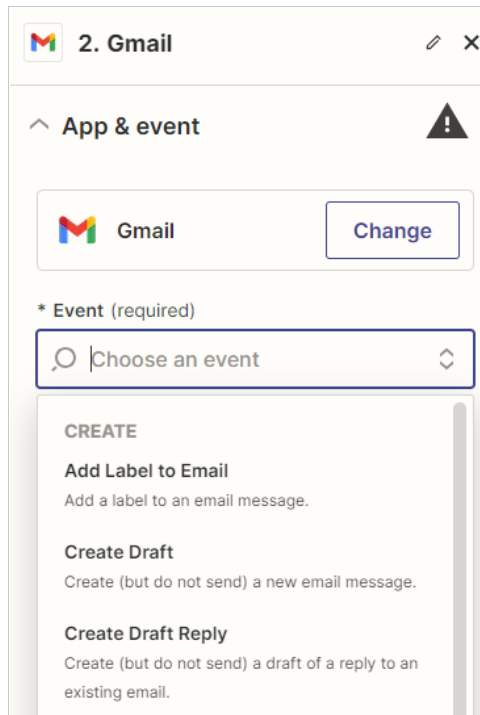 2. Gmail
App & event
Gmail
Change
* Event (required)
Choose an event
CREATE
Add Label to Email
Add a label to an email message.
Create Draft
Create (but do not send) a new email message.
Create Draft Reply
Create (but do not send) a draft of a reply to an
existing email.